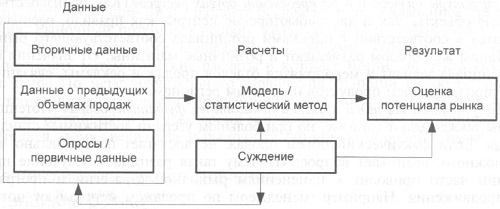 Данные
Расчеты
Результат
Вторичные данные
Данные о предыдущих
объемах продаж
Опросы /
первичные данные
Модель /
статистический метод
Суждение
Оценка
потенциала рынка